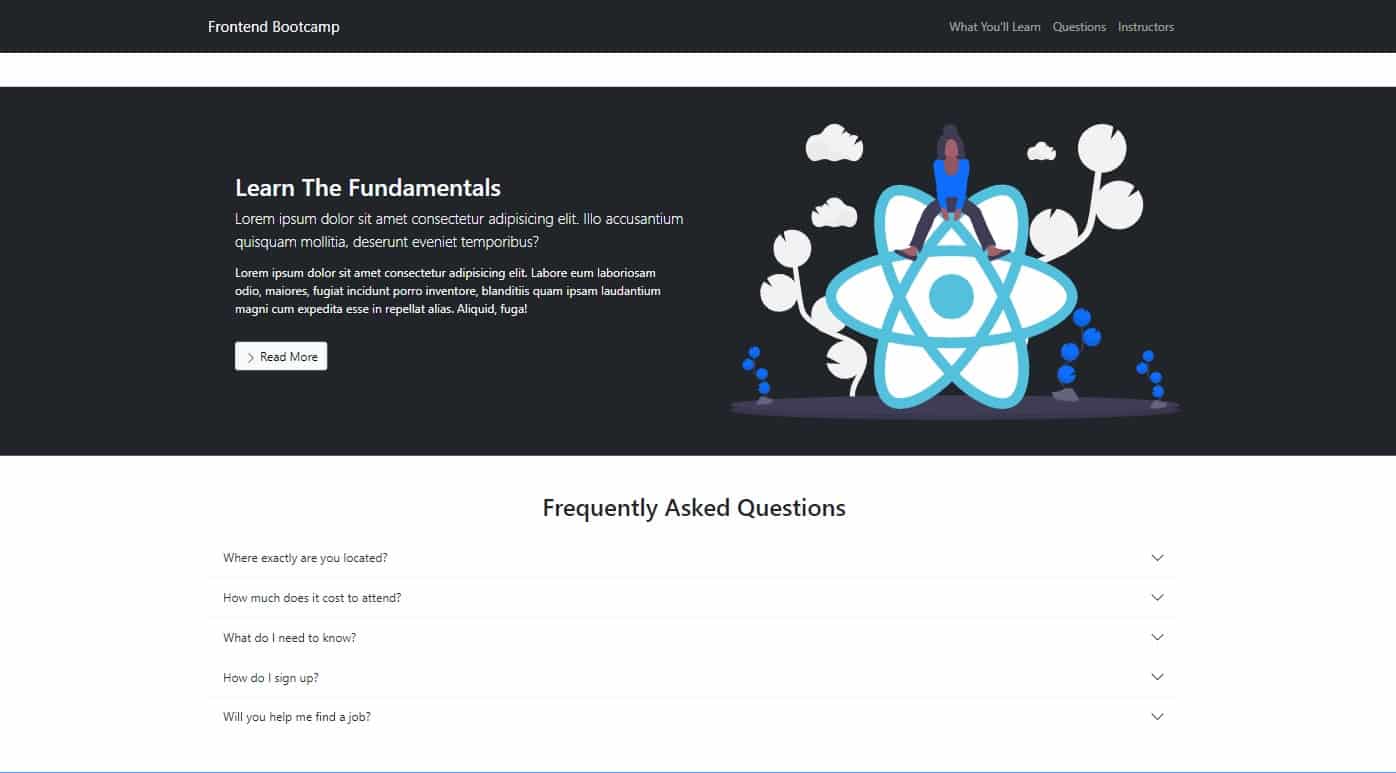 Frontend Bootcamp
What You'll Learn Questions Instructors
Learn The Fundamentals
Lorem ipsum dolor sit amet consectetur adipisicing elit. Illo accusantium
quisquam mollitia, deserunt eveniet temporibus?
Lorem ipsum dolor sit amet consectetur adipisicing elit. Labore eum laboriosam
odio, maiores, fugiat incidunt porro inventore, blanditiis quam ipsam laudantium
magni cum expedita esse in repellat alias. Aliquid, fuga!
Read More
Frequently Asked Questions
Where exactly are you located?
How much does it cost to attend?
What do I need to know?
How do I sign up?
Will you help me find a job?